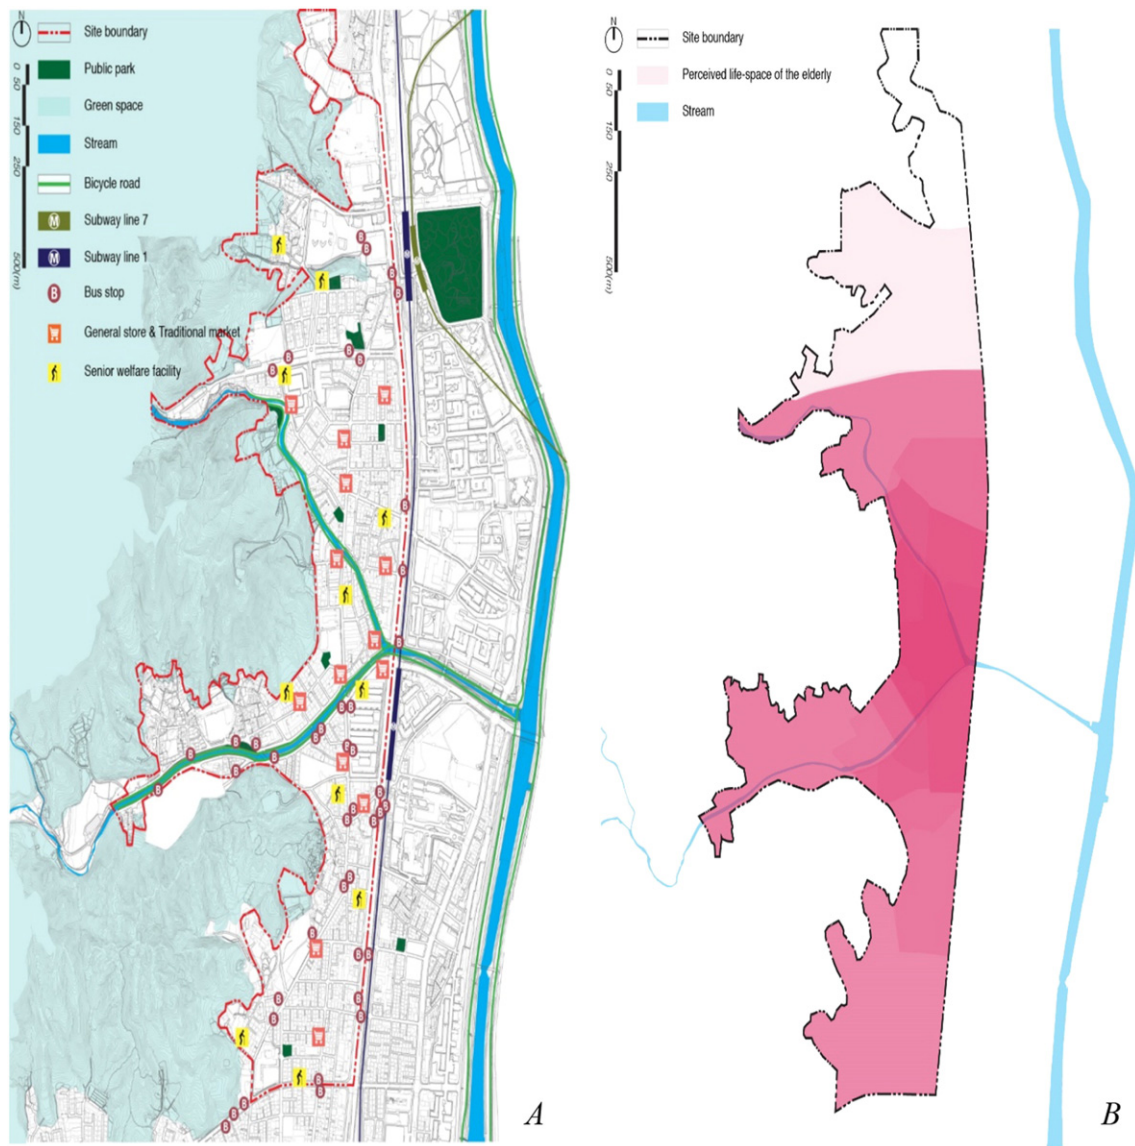 N
Site boundary
Public park
Green space
Stream
Bicycle road
M Subway line 7
M Subway line 1
B Bus stop
General store & Traditional market
Senior welfare facility
0 50 150 250 500(m)
A
N
Site boundary
Perceived life-space of the elderly
Stream
0 50 150 250 500(m)
B